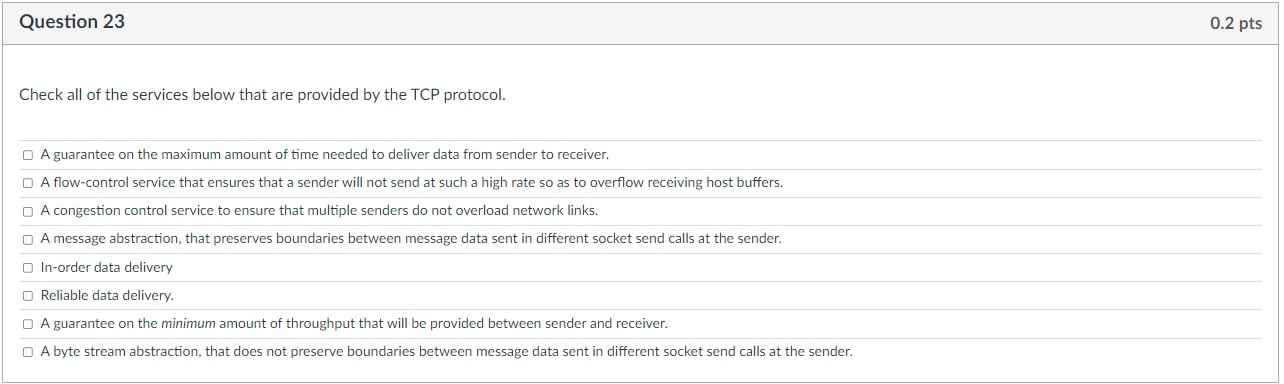 Question 23
0.2 pts
Check all of the services below that are provided by the TCP protocol.
A guarantee on the maximum amount of time needed to deliver data from sender to receiver.
A flow-control service that ensures that a sender will not send at such a high rate so as to overflow receiving host buffers.
A congestion control service to ensure that multiple senders do not overload network links.
A message abstraction, that preserves boundaries between message data sent in different socket send calls at the sender.
In-order data delivery
Reliable data delivery.
A guarantee on the minimum amount of throughput that will be provided between sender and receiver.
A byte stream abstraction, that does not preserve boundaries between message data sent in different socket send calls at the sender.